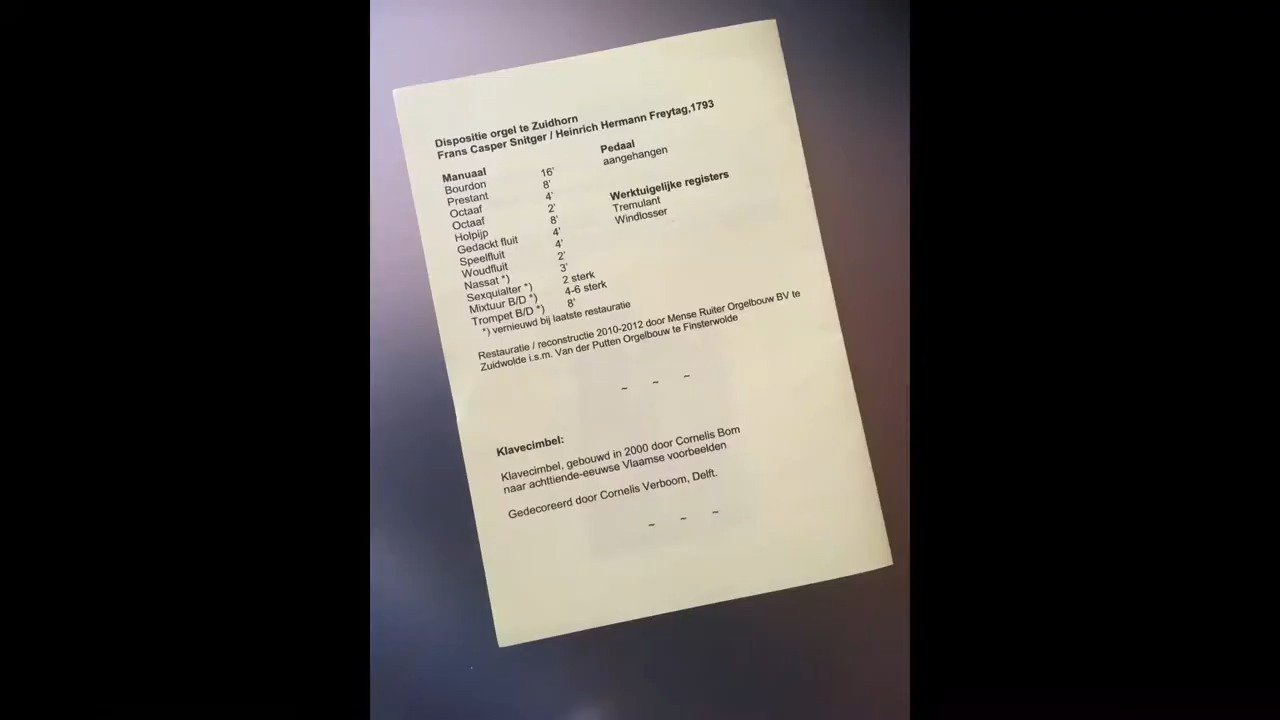 Dispositie orgel te Zuidhorn
Frans Casper Snitger / Heinrich Hermann Freytag,1793
Manuaal
Bourdon 16'
Prestant 8'
Octaaf 4'
Octaaf 2'
Holpijp 8'
Gedackt fluit 4'
Speelfluit 4'
Woudfluit 2'
Nassat *) 3'
Sexquialter *) 2 sterk
Mixtuur B/D *) 4-6 sterk
Trompet B/D *) 8'
*) vernieuwd bij laatste restauratie
Pedaal
aangehangen
Werktuigelijke registers
Tremulant
Windlosser
Restauratie / reconstructie 2010-2012 door Mense Ruiter Orgelbouw BV te
Zuidwolde i.s.m. Van der Putten Orgelbouw te Finsterwolde
~ ~ ~
Klavecimbel:
Klavecimbel, gebouwd in 2000 door Cornelis Bom
naar achttiende-eeuwse Vlaamse voorbeelden
Gedecoreerd door Cornelis Verboom, Delft.
~ ~ ~